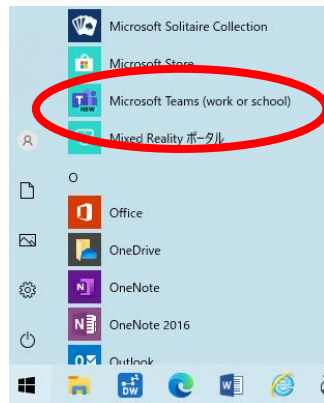 Microsoft Solitaire Collection
Microsoft Store
Microsoft Teams (work or school)
NEW
Mixed Reality ポータル
O
Office
OneDrive
OneNote
OneNote 2016
Outlook